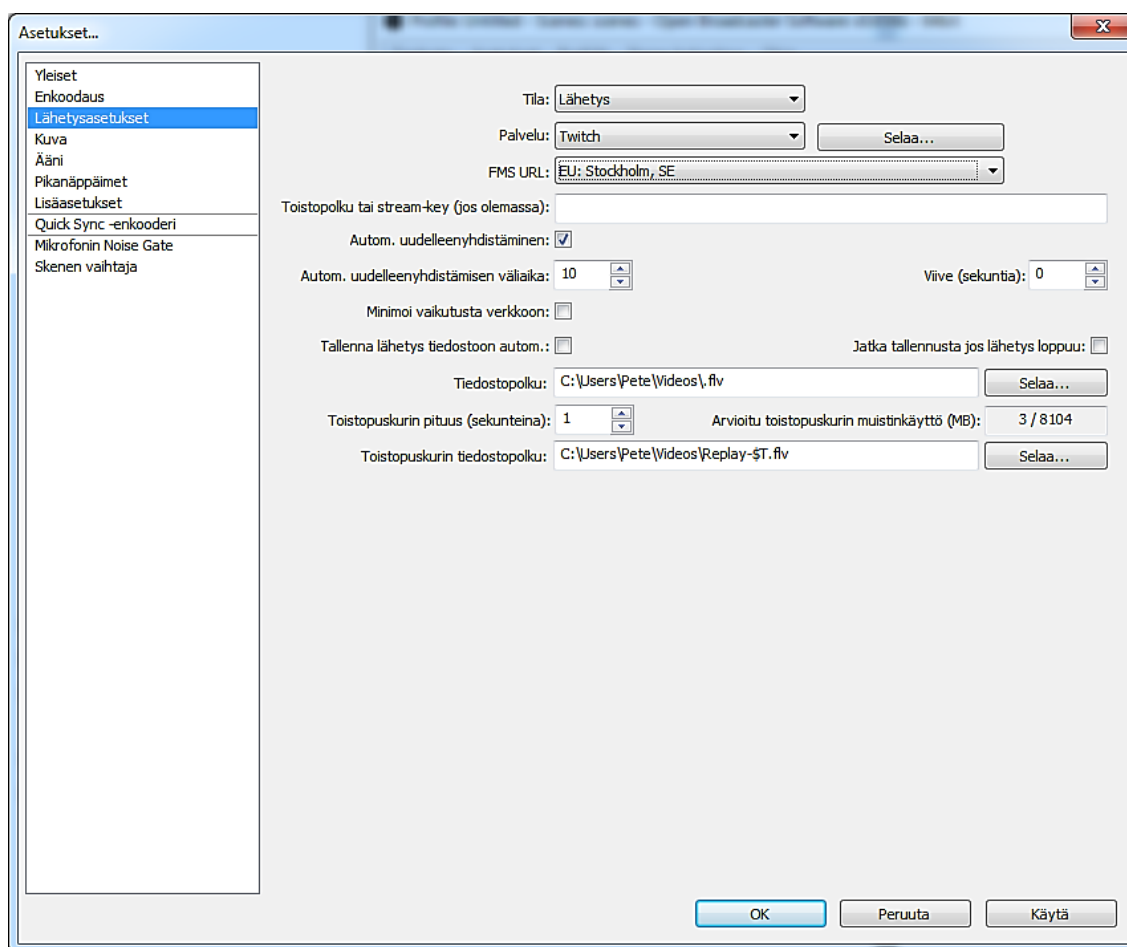 Asetukset...
Yleiset
Enkoodaus
Lähetysasetukset
Kuva
Ääni
Pikanäppäimet
Lisäasetukset
Quick Sync -enkooderi
Mikrofonin Noise Gate
Skenen vaihtaja
Tila: Lähetys
Palvelu: Twitch Selaa...
FMS URL: EU: Stockholm, SE
Toistopolku tai stream-key (jos olemassa):
Autom. uudelleenyhdistäminen:
Autom. uudelleenyhdistämisen väliaika: 10 Viive (sekuntia): 0
Minimoi vaikutusta verkkoon:
Tallenna lähetys tiedostoon autom.: Jatka tallennusta jos lähetys loppuu:
Tiedostopolku: C:\Users\Pete\Videos\.flv Selaa...
Toistopuskurin pituus (sekunteina): 1 Arvioitu toistopuskurin muistinkäyttö (MB): 3 / 8104
Toistopuskurin tiedostopolku: C:\Users\Pete\Videos\Replay-$T.flv Selaa...
OK Peruuta Käytä